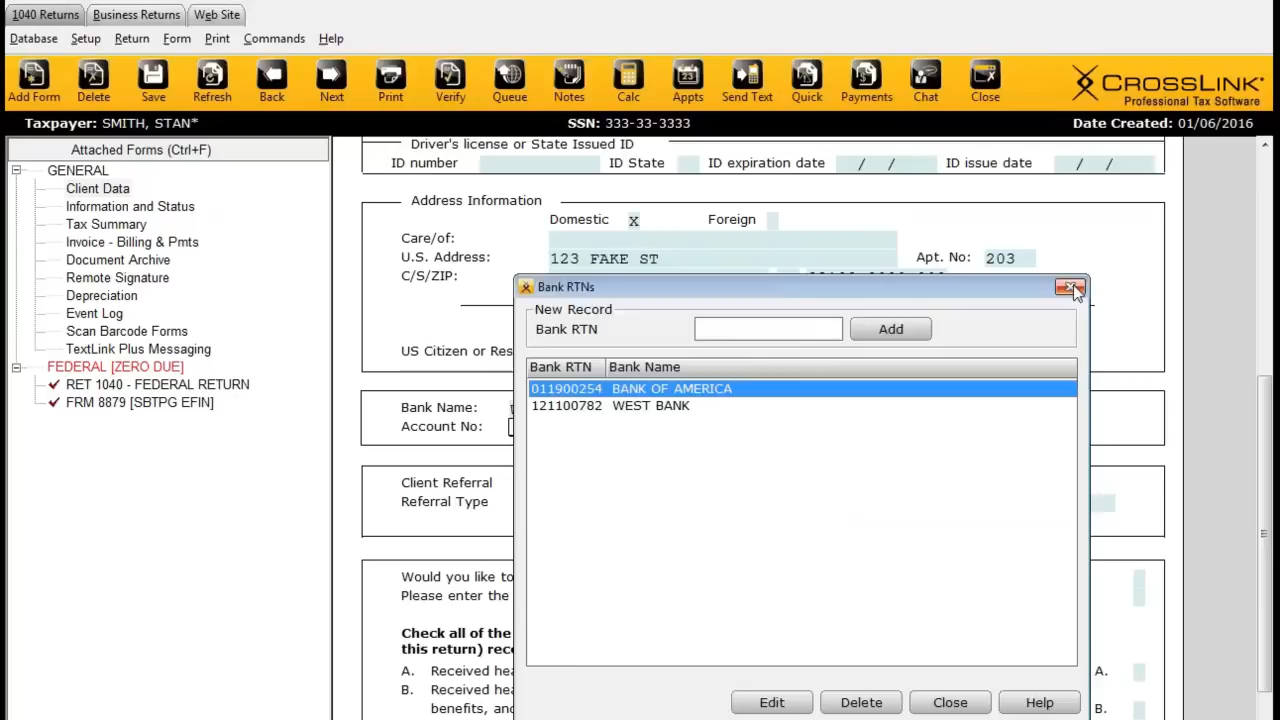 1040 Returns Business Returns Web Site
Database Setup Return Form Print Commands Help
Add Form Delete Save Refresh Back Next Print Verify Queue Notes Calc Appts Send Text Quick Payments Chat Close
CROSSLINK
Professional Tax Software
Taxpayer: SMITH, STAN* SSN: 333-33-3333 Date Created: 01/06/2016
Attached Forms (Ctrl+F)
GENERAL
Client Data
Information and Status
Tax Summary
Invoice - Billing & Pmts
Document Archive
Remote Signature
Depreciation
Event Log
Scan Barcode Forms
TextLink Plus Messaging
FEDERAL [ZERO DUE]
RET 1040 - FEDERAL RETURN
FRM 8879 [SBTPG EFIN]
Driver's license or State Issued ID
ID number ID State ID expiration date / / ID issue date / /
Address Information
Domestic X Foreign
Care/of:
U.S. Address: 123 FAKE ST Apt. No: 203
C/S/ZIP:
US Citizen or Res
Bank Name:
Account No:
Client Referral
Referral Type
Would you like to
Please enter the
Check all of the
this return) rec
A. Received hea A.
B. Received hea
benefits, and B.
Bank RTNs
New Record
Bank RTN Add
Bank RTN Bank Name
011900254 BANK OF AMERICA
121100782 WEST BANK
Edit Delete Close Help